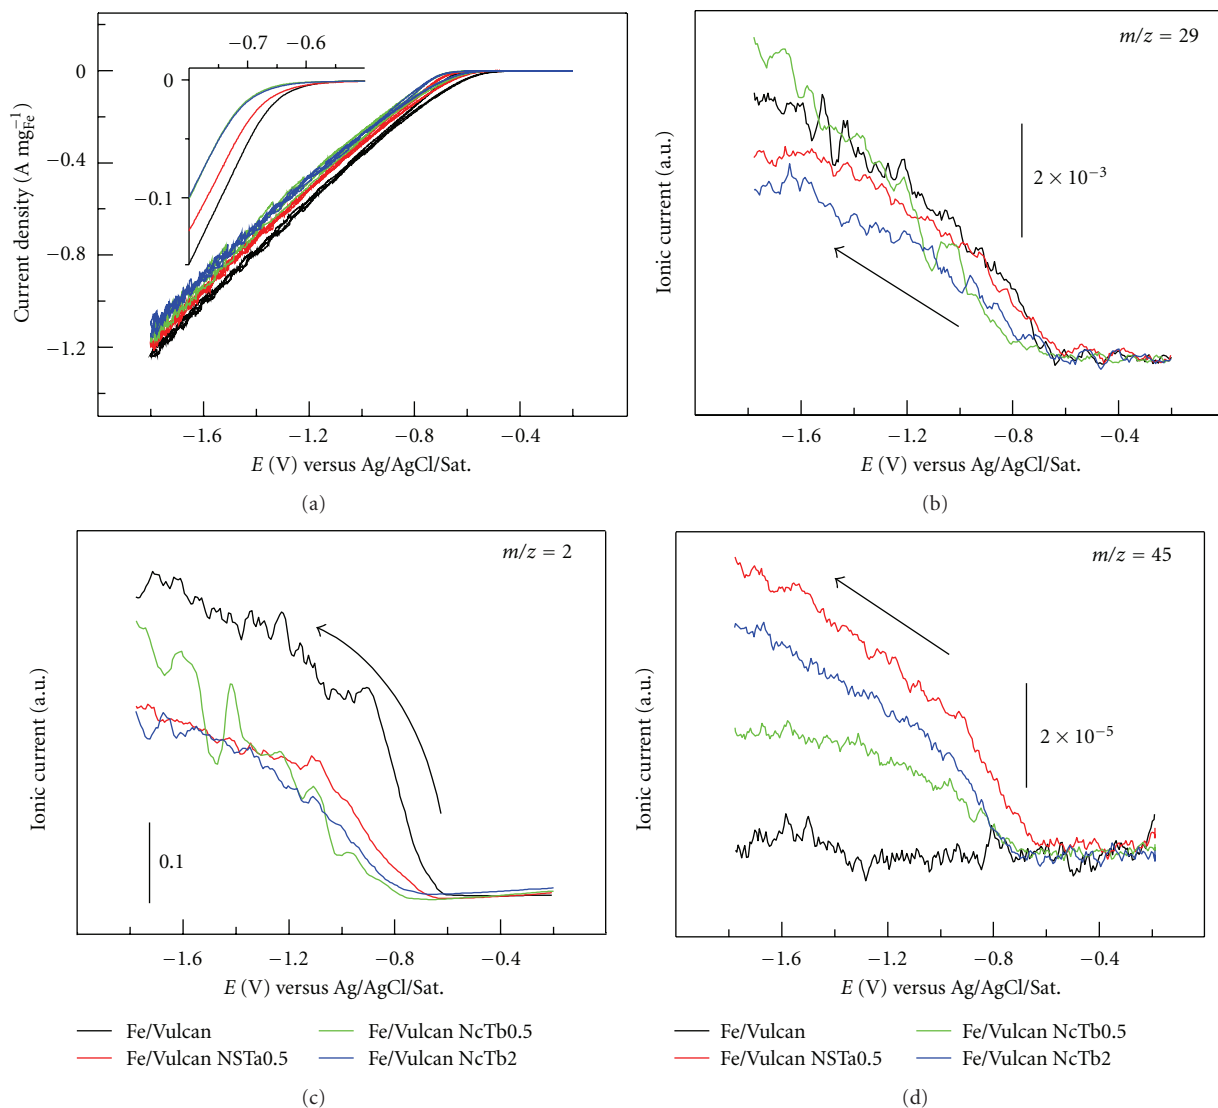 −0.7
−0.6
0
−0.1
0
−0.4
−0.8
−1.2
−1.6
−1.2
−0.8
−0.4
Current density (A mg⁻¹Fe)
E (V) versus Ag/AgCl/Sat.
(a)
m/z = 29
2 × 10⁻³
Ionic current (a.u.)
−1.6
−1.2
−0.8
−0.4
E (V) versus Ag/AgCl/Sat.
(b)
m/z = 2
0.1
Ionic current (a.u.)
−1.6
−1.2
−0.8
−0.4
E (V) versus Ag/AgCl/Sat.
Fe/Vulcan
Fe/Vulcan NSTa0.5
Fe/Vulcan NcTb0.5
Fe/Vulcan NcTb2
(c)
m/z = 45
2 × 10⁻⁵
Ionic current (a.u.)
−1.6
−1.2
−0.8
−0.4
E (V) versus Ag/AgCl/Sat.
Fe/Vulcan
Fe/Vulcan NSTa0.5
Fe/Vulcan NcTb0.5
Fe/Vulcan NcTb2
(d)